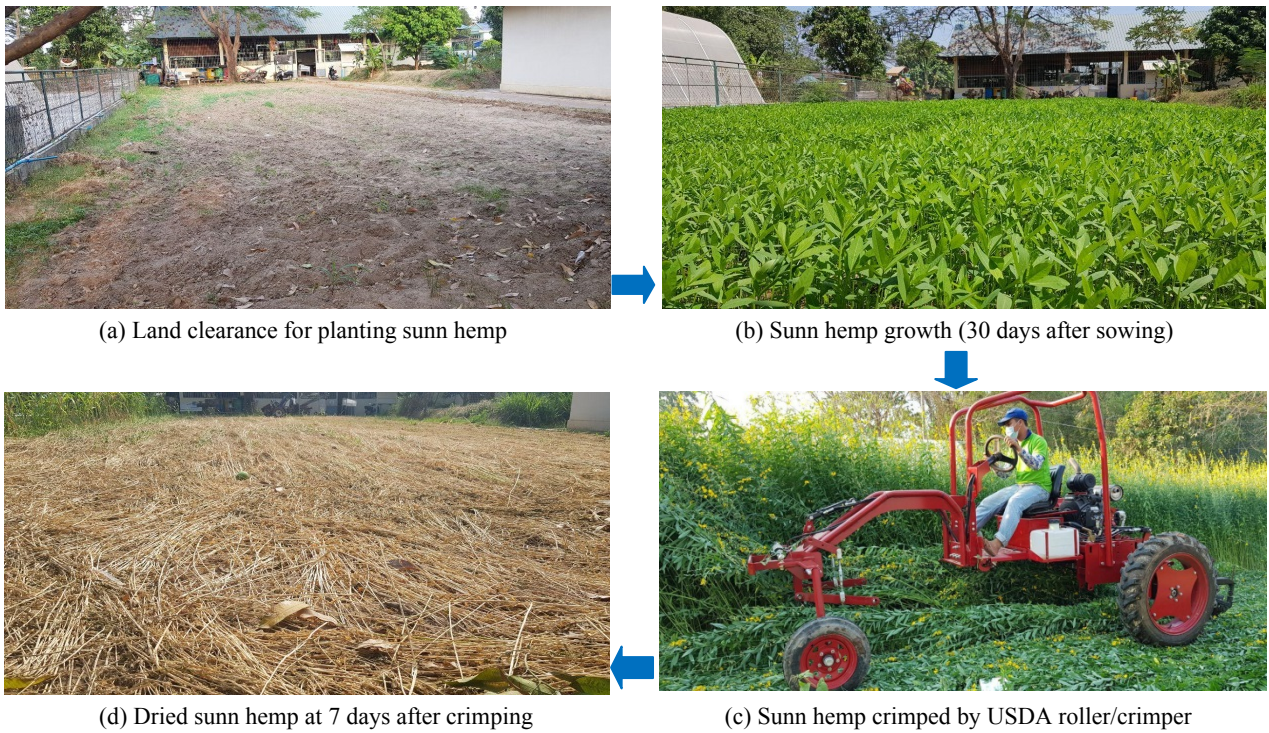 (a) Land clearance for planting sunn hemp
(b) Sunn hemp growth (30 days after sowing)
(c) Sunn hemp crimped by USDA roller/crimper
(d) Dried sunn hemp at 7 days after crimping